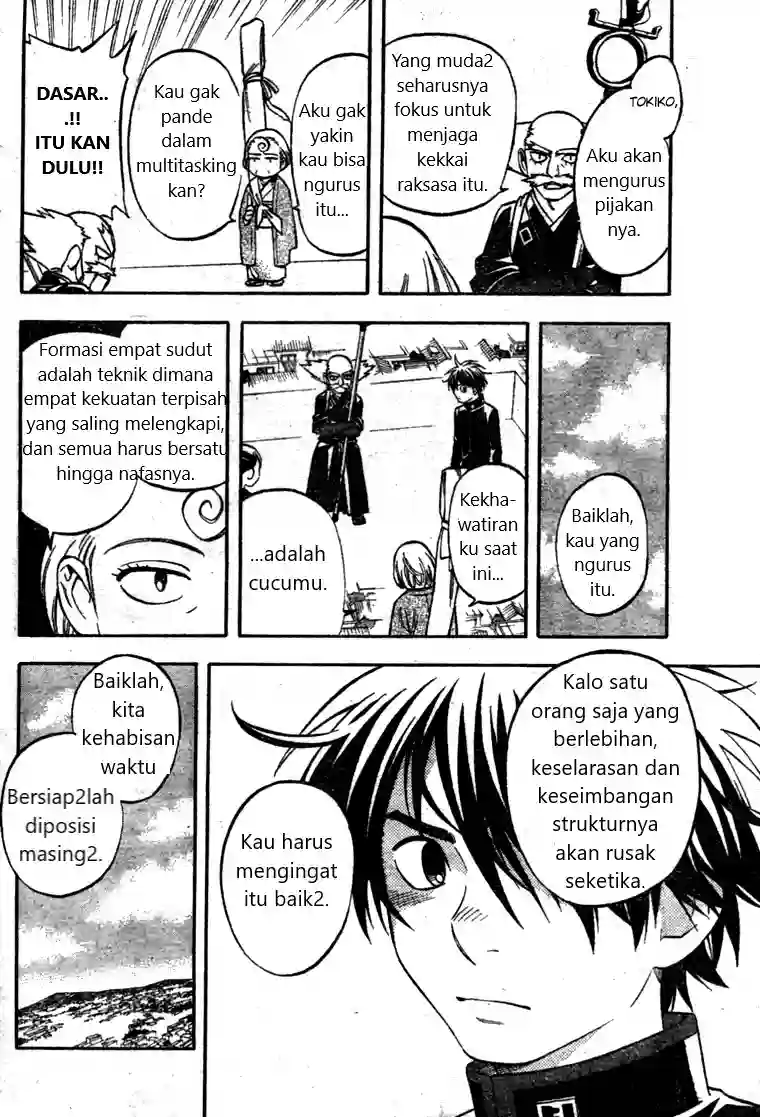 TOKIKO,
Aku akan
mengurus
pijakan
nya.
Yang muda2
seharusnya
fokus untuk
menjaga
kekkai
raksasa itu.
Aku gak
yakin
kau bisa
ngurus
itu...
Kau gak
pande
dalam
multitasking
kan?
DASAR..
.!!
ITU KAN
DULU!!
Baiklah,
kau yang
ngurus
itu.
Kekha-
watiran
ku saat
ini...
...adalah
cucumu.
Formasi empat sudut
adalah teknik dimana
empat kekuatan terpisah
yang saling melengkapi,
dan semua harus bersatu
hingga nafasnya.
Kalo satu
orang saja yang
berlebihan,
keselarasan dan
keseimbangan
strukturnya
akan rusak
seketika.
Kau harus
mengingat
itu baik2.
Baiklah,
kita
kehabisan
waktu
Bersiap2lah
diposisi
masing2.